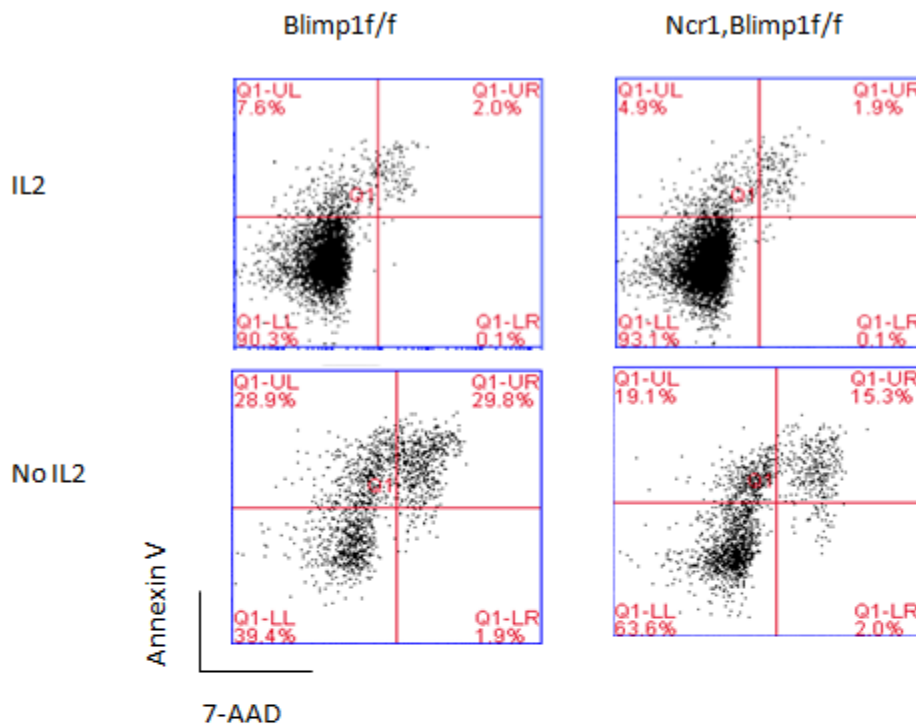 Blimp1f/f
Ncr1,Blimp1f/f
IL2
Q1-UL
7.6%
Q1-UR
2.0%
Q1
Q1-LL
90.3%
Q1-LR
0.1%
Q1-UL
4.9%
Q1-UR
1.9%
Q1
Q1-LL
93.1%
Q1-LR
0.1%
No IL2
Q1-UL
28.9%
Q1-UR
29.8%
Q1
Q1-LL
39.4%
Q1-LR
1.9%
Q1-UL
19.1%
Q1-UR
15.3%
Q1
Q1-LL
63.6%
Q1-LR
2.0%
Annexin V
7-AAD